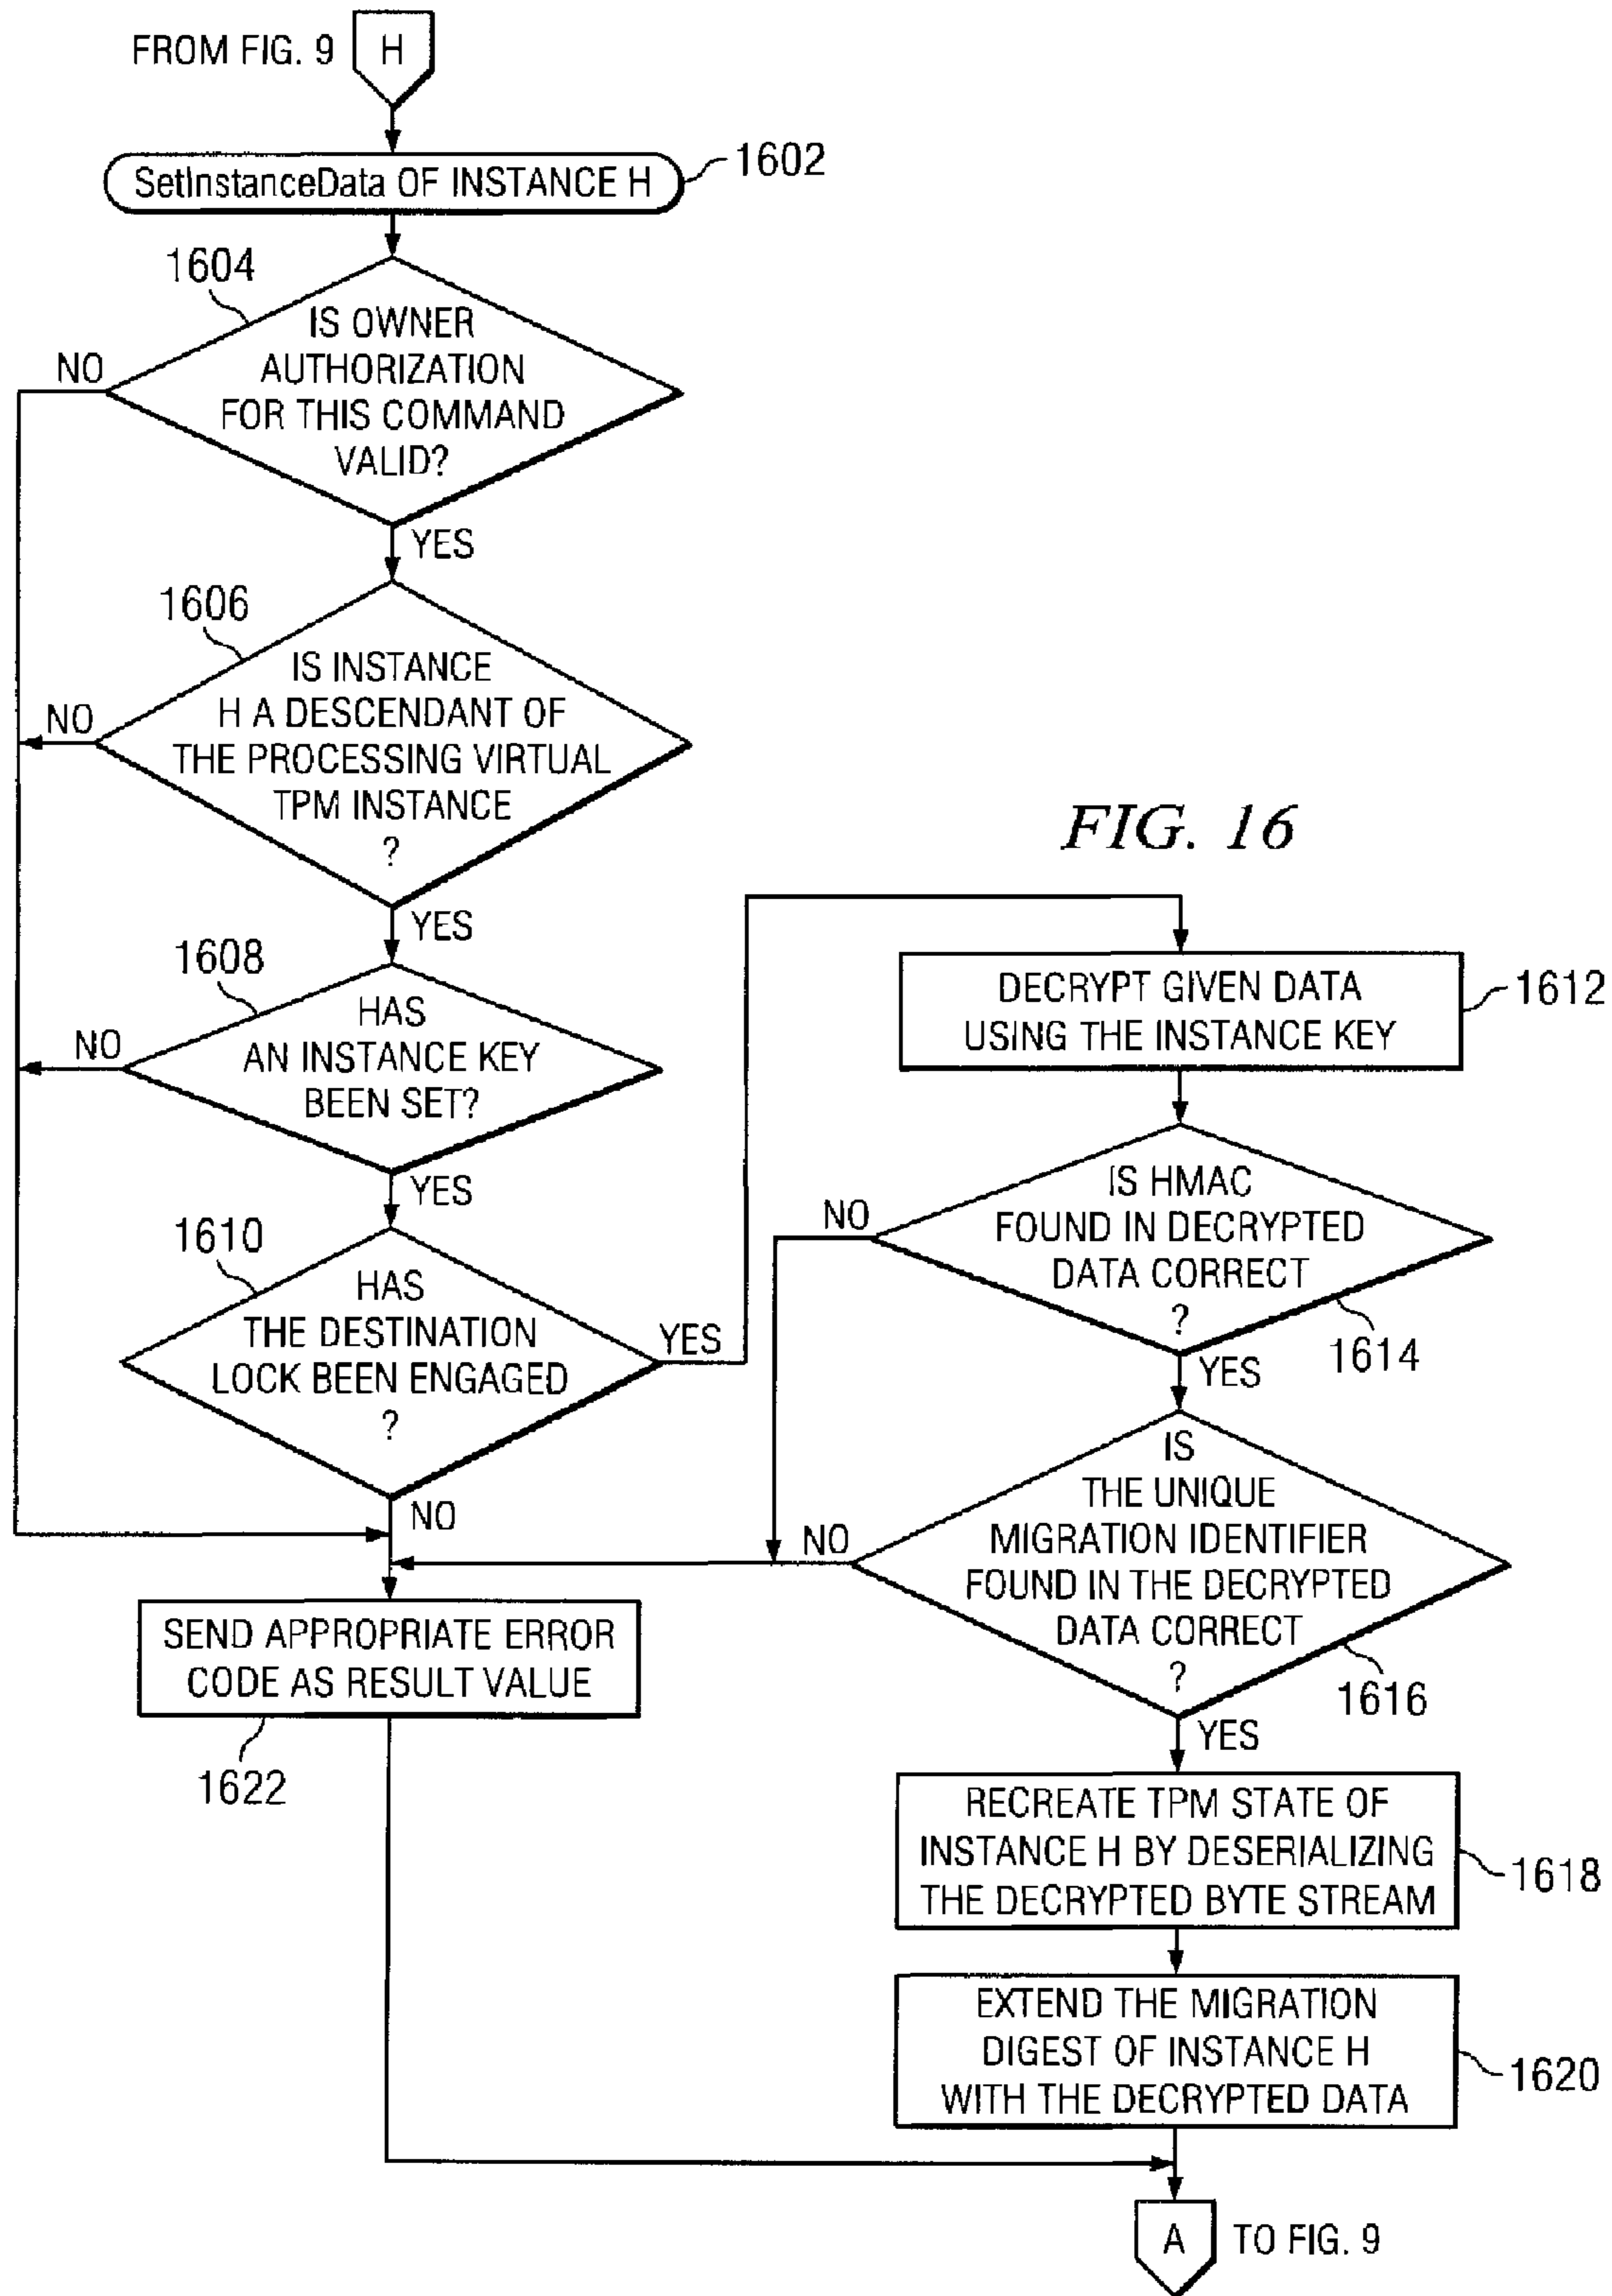 FROM FIG. 9
H
SetInstanceData OF INSTANCE H
1602
1604
IS OWNER
AUTHORIZATION
FOR THIS COMMAND
VALID?
NO
YES
1606
IS INSTANCE
H A DESCENDANT OF
THE PROCESSING VIRTUAL
TPM INSTANCE
?
NO
YES
1608
HAS
AN INSTANCE KEY
BEEN SET?
NO
YES
1610
HAS
THE DESTINATION
LOCK BEEN ENGAGED
?
YES
NO
SEND APPROPRIATE ERROR
CODE AS RESULT VALUE
1622
FIG. 16
DECRYPT GIVEN DATA
USING THE INSTANCE KEY
1612
IS HMAC
FOUND IN DECRYPTED
DATA CORRECT
?
NO
1614
YES
IS
THE UNIQUE
MIGRATION IDENTIFIER
FOUND IN THE DECRYPTED
DATA CORRECT
?
NO
1616
YES
RECREATE TPM STATE OF
INSTANCE H BY DESERIALIZING
THE DECRYPTED BYTE STREAM
1618
EXTEND THE MIGRATION
DIGEST OF INSTANCE H
WITH THE DECRYPTED DATA
1620
A
TO FIG. 9